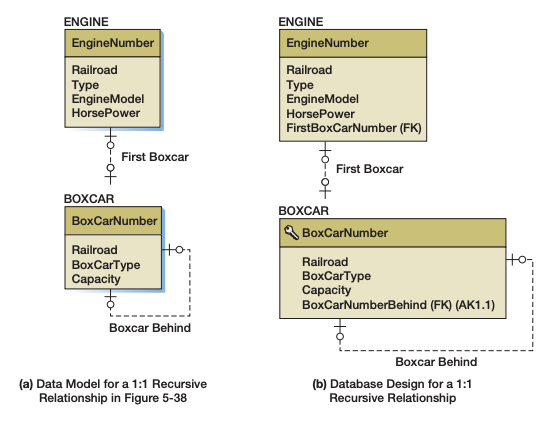 ENGINE
EngineNumber
Railroad
Type
EngineModel
HorsePower
First Boxcar
BOXCAR
BoxCarNumber
Railroad
BoxCarType
Capacity
Boxcar Behind
(a) Data Model for a 1:1 Recursive
Relationship in Figure 5-38
ENGINE
EngineNumber
Railroad
Type
EngineModel
HorsePower
FirstBoxCarNumber (FK)
First Boxcar
BOXCAR
BoxCarNumber
Railroad
BoxCarType
Capacity
BoxCarNumberBehind (FK) (AK1.1)
Boxcar Behind
(b) Database Design for a 1:1
Recursive Relationship